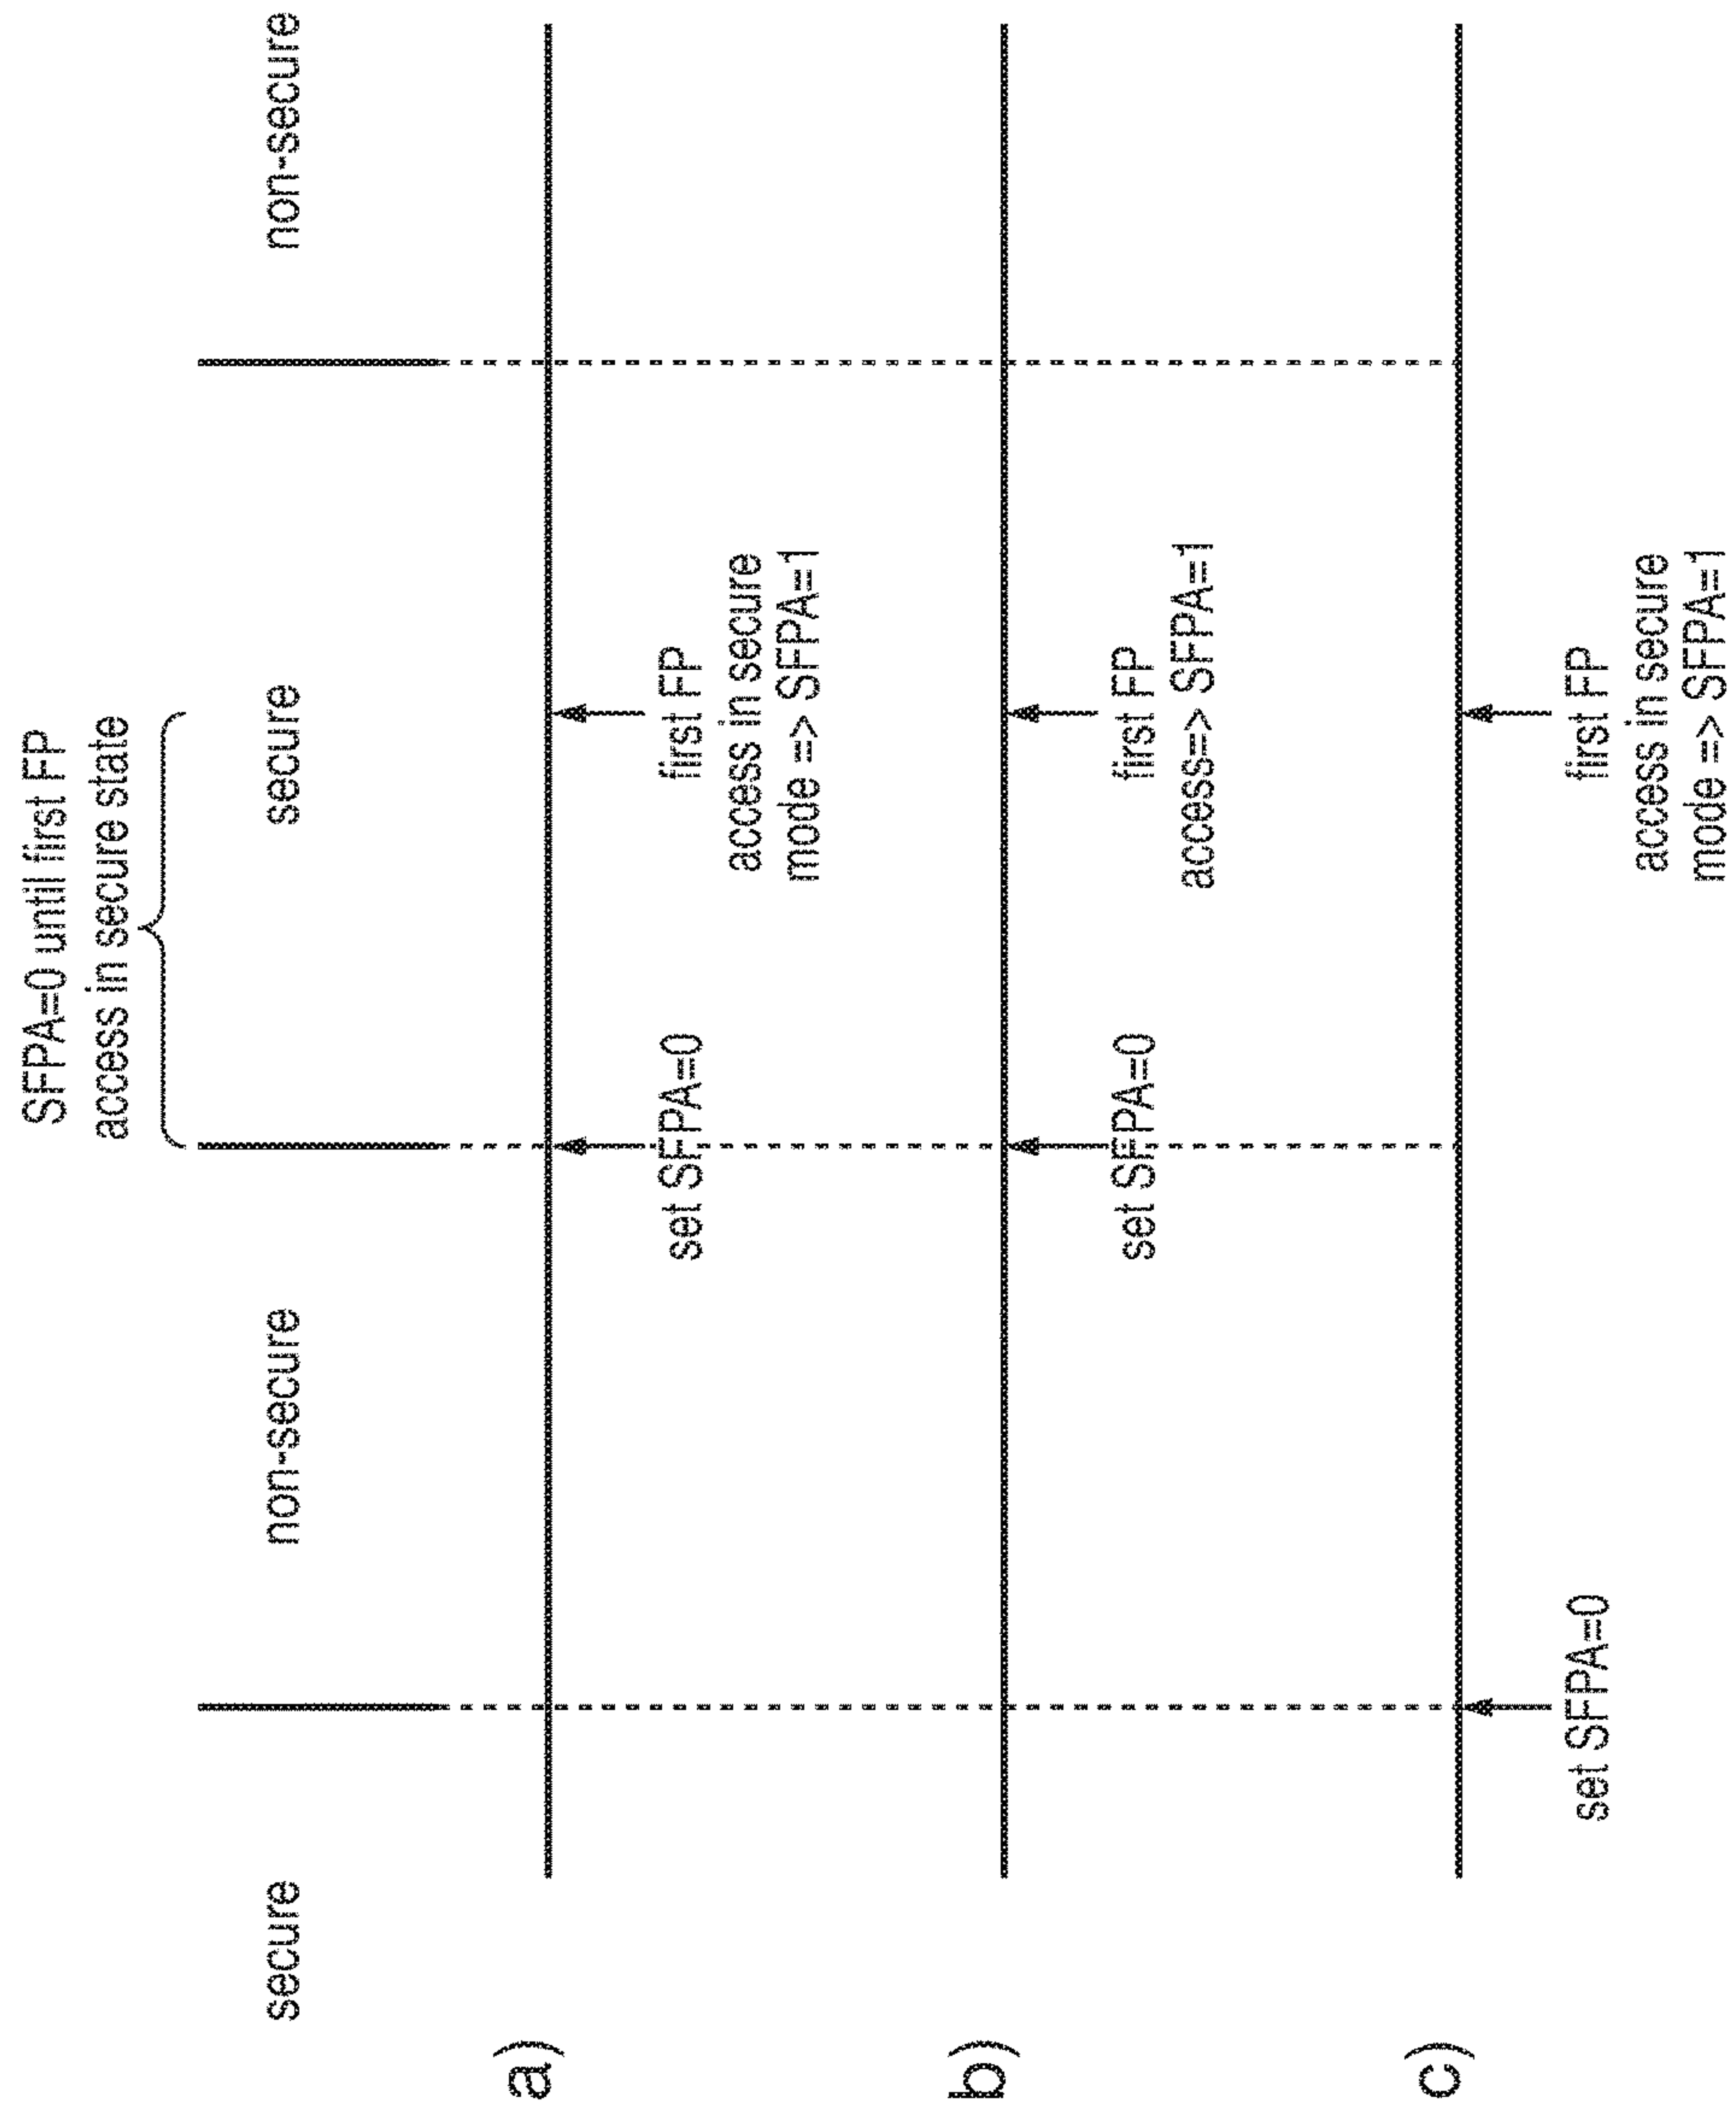 SFPA=0 until first FP
access in secure state
secure
non-secure
secure
non-secure
a)
set SFPA=0
first FP
access in secure
mode => SFPA=1
b)
set SFPA=0
first FP
access=> SFPA=1
c)
set SFPA=0
first FP
access in secure
mode => SFPA=1